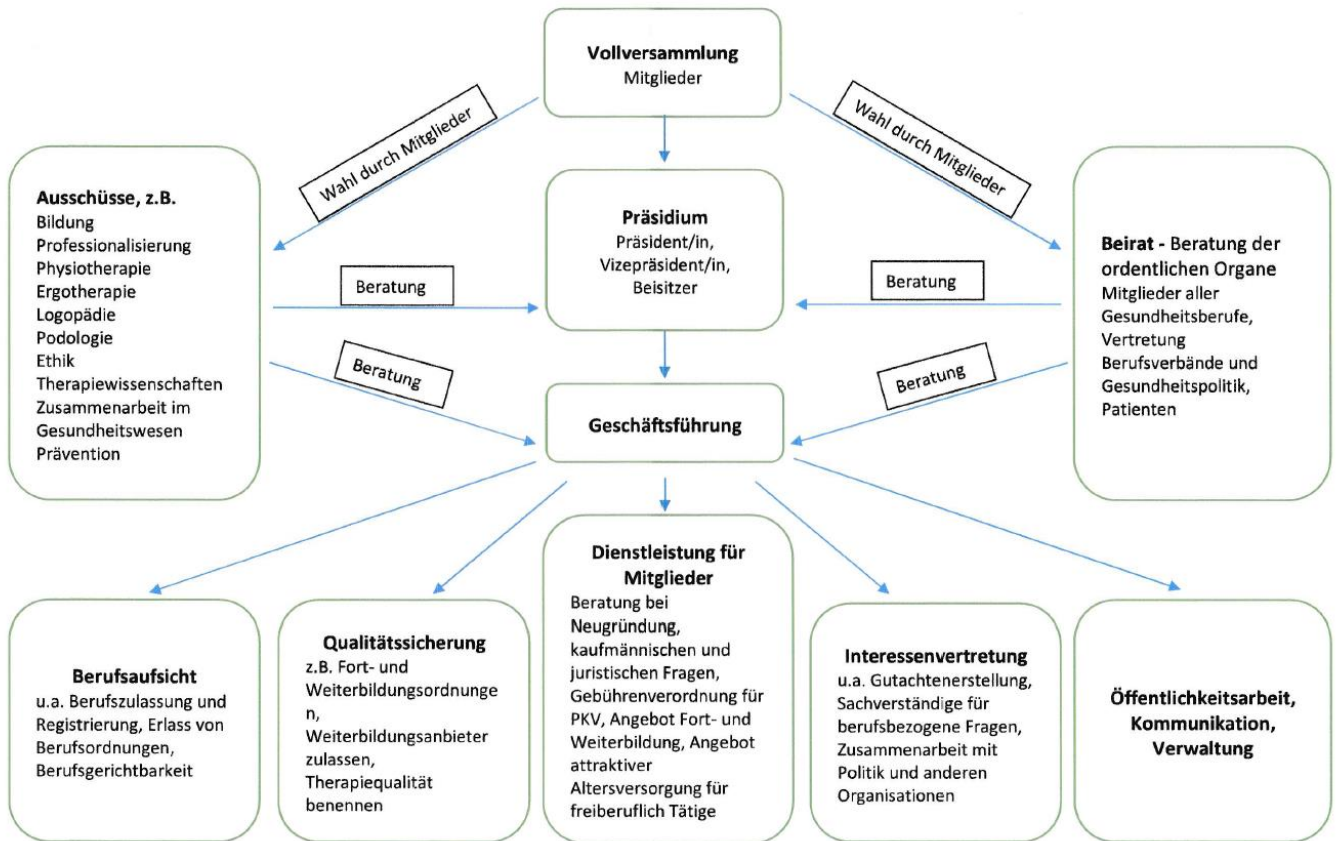 Vollversammlung
Mitglieder
Wahl durch Mitglieder
Wahl durch Mitglieder
Ausschüsse, z.B.
Bildung
Professionalisierung
Physiotherapie
Ergotherapie
Logopädie
Podologie
Ethik
Therapiewissenschaften
Zusammenarbeit im
Gesundheitswesen
Prävention
Präsidium
Präsident/in,
Vizepräsident/in,
Beisitzer
Beirat - Beratung der
ordentlichen Organe
Mitglieder aller
Gesundheitsberufe,
Vertretung
Berufsverbände und
Gesundheitspolitik,
Patienten
Beratung
Beratung
Beratung
Beratung
Geschäftsführung
Berufsaufsicht
u.a. Berufszulassung und
Registrierung, Erlass von
Berufsordnungen,
Berufsgerichtbarkeit
Qualitätssicherung
z.B. Fort- und
Weiterbildungsordnunge
n,
Weiterbildungsanbieter
zulassen,
Therapiequalität
benennen
Dienstleistung für
Mitglieder
Beratung bei
Neugründung,
kaufmännischen und
juristischen Fragen,
Gebührenverordnung für
PKV, Angebot Fort- und
Weiterbildung, Angebot
attraktiver
Altersversorgung für
freiberuflich Tätige
Interessenvertretung
u.a. Gutachtenerstellung,
Sachverständige für
berufsbezogene Fragen,
Zusammenarbeit mit
Politik und anderen
Organisationen
Öffentlichkeitsarbeit,
Kommunikation,
Verwaltung